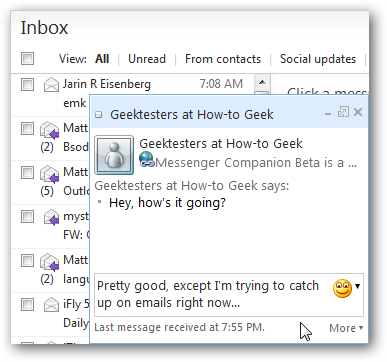 Inbox
View: All Unread From contacts Social updates
Jarin R Eisenberg 7:08 AM
emk
Click a mess
Matt
(2) Bsod
Matt
(5) Outlo
myst
FW: C
Matt
(2) langu
iFly 5
Daily
Geektesters at How-to Geek
Geektesters at How-to Geek
Messenger Companion Beta is a ...
Geektesters at How-to Geek says:
• Hey, how's it going?
Pretty good, except I'm trying to catch
up on emails right now...
Last message received at 7:55 PM. More